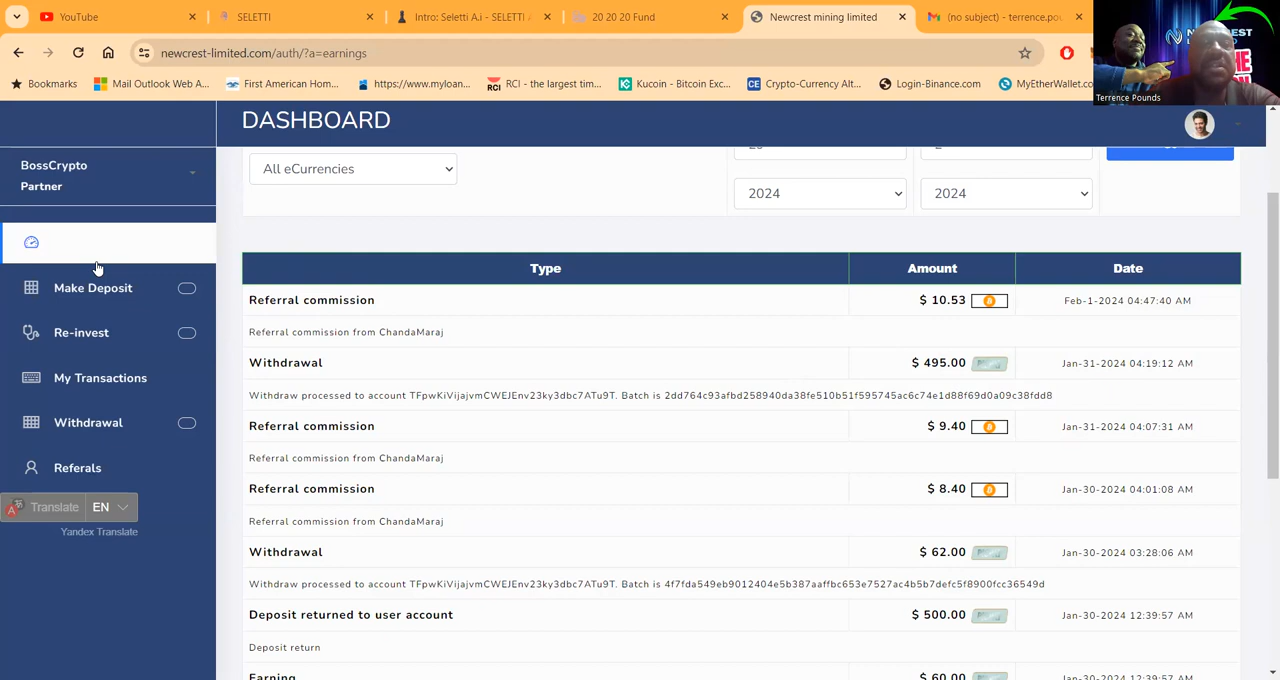 YouTube
SELETTI
Intro: Seletti A.i - SELETTI A
20 20 20 Fund
Newcrest mining limited
(no subject) - terrence.pou
newcrest-limited.com/auth/?a=earnings
Bookmarks
Mail Outlook Web A...
First American Home...
https://www.myloan...
RCI - the largest tim...
Kucoin - Bitcoin Exc...
Crypto-Currency Alt...
Login-Binance.com
MyEtherWallet.co
Terrence Pounds
DASHBOARD
BossCrypto
Partner
Make Deposit
Re-invest
My Transactions
Withdrawal
Referals
Translate EN
Yandex Translate
All eCurrencies
2024
2024
Type Amount Date
Referral commission $ 10.53 Feb-1-2024 04:47:40 AM
Referral commission from ChandaMaraj
Withdrawal $ 495.00 Jan-31-2024 04:19:12 AM
Withdraw processed to account TFpwKiVijajvmCWEJEnv23ky3dbc7ATu9T. Batch is 2dd764c93afbd258940da38fe510b51f595745ac6c74e1d88f69d0a09c38fdd8
Referral commission $ 9.40 Jan-31-2024 04:07:31 AM
Referral commission from ChandaMaraj
Referral commission $ 8.40 Jan-30-2024 04:01:08 AM
Referral commission from ChandaMaraj
Withdrawal $ 62.00 Jan-30-2024 03:28:06 AM
Withdraw processed to account TFpwKiVijajvmCWEJEnv23ky3dbc7ATu9T. Batch is 4f7fda549eb9012404e5b387aaffbc653e7527ac4b5b7defc5f8900fcc36549d
Deposit returned to user account $ 500.00 Jan-30-2024 12:39:57 AM
Deposit return
Earning $ 60.00 Jan-30-2024 12:39:57 AM